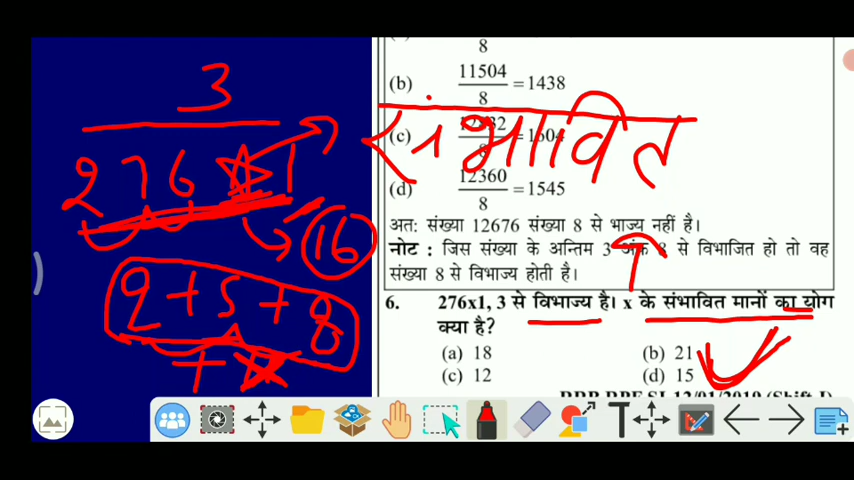 3
276x1
16
2+5+8
+ x
संभावित
8
(b) 11504/8 = 1438
(c) 8
(d) 12360/8 = 1545
अत: संख्या 12676 संख्या 8 से भाज्य नहीं है।
नोट : जिस संख्या के अन्तिम 3 अंक 8 से विभाजित हो तो वह
संख्या 8 से विभाज्य होती है।
6. 276x1, 3 से विभाज्य है। x के संभावित मानों का योग
क्या है?
(a) 18 (b) 21
(c) 12 (d) 15